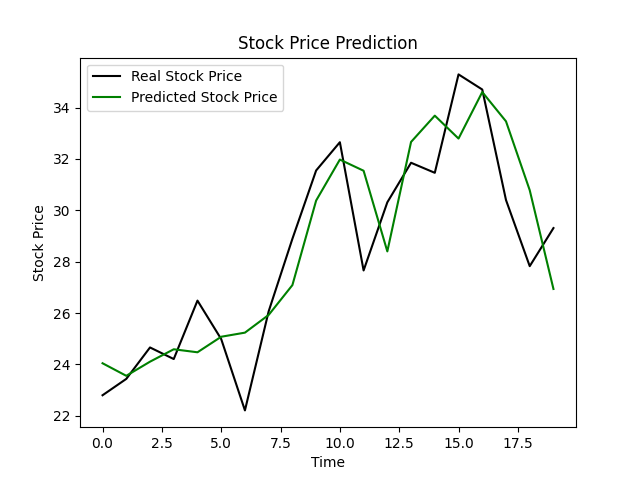 Stock Price Prediction
Real Stock Price
Predicted Stock Price
Stock Price
34
32
30
28
26
24
22
0.0 2.5 5.0 7.5 10.0 12.5 15.0 17.5
Time